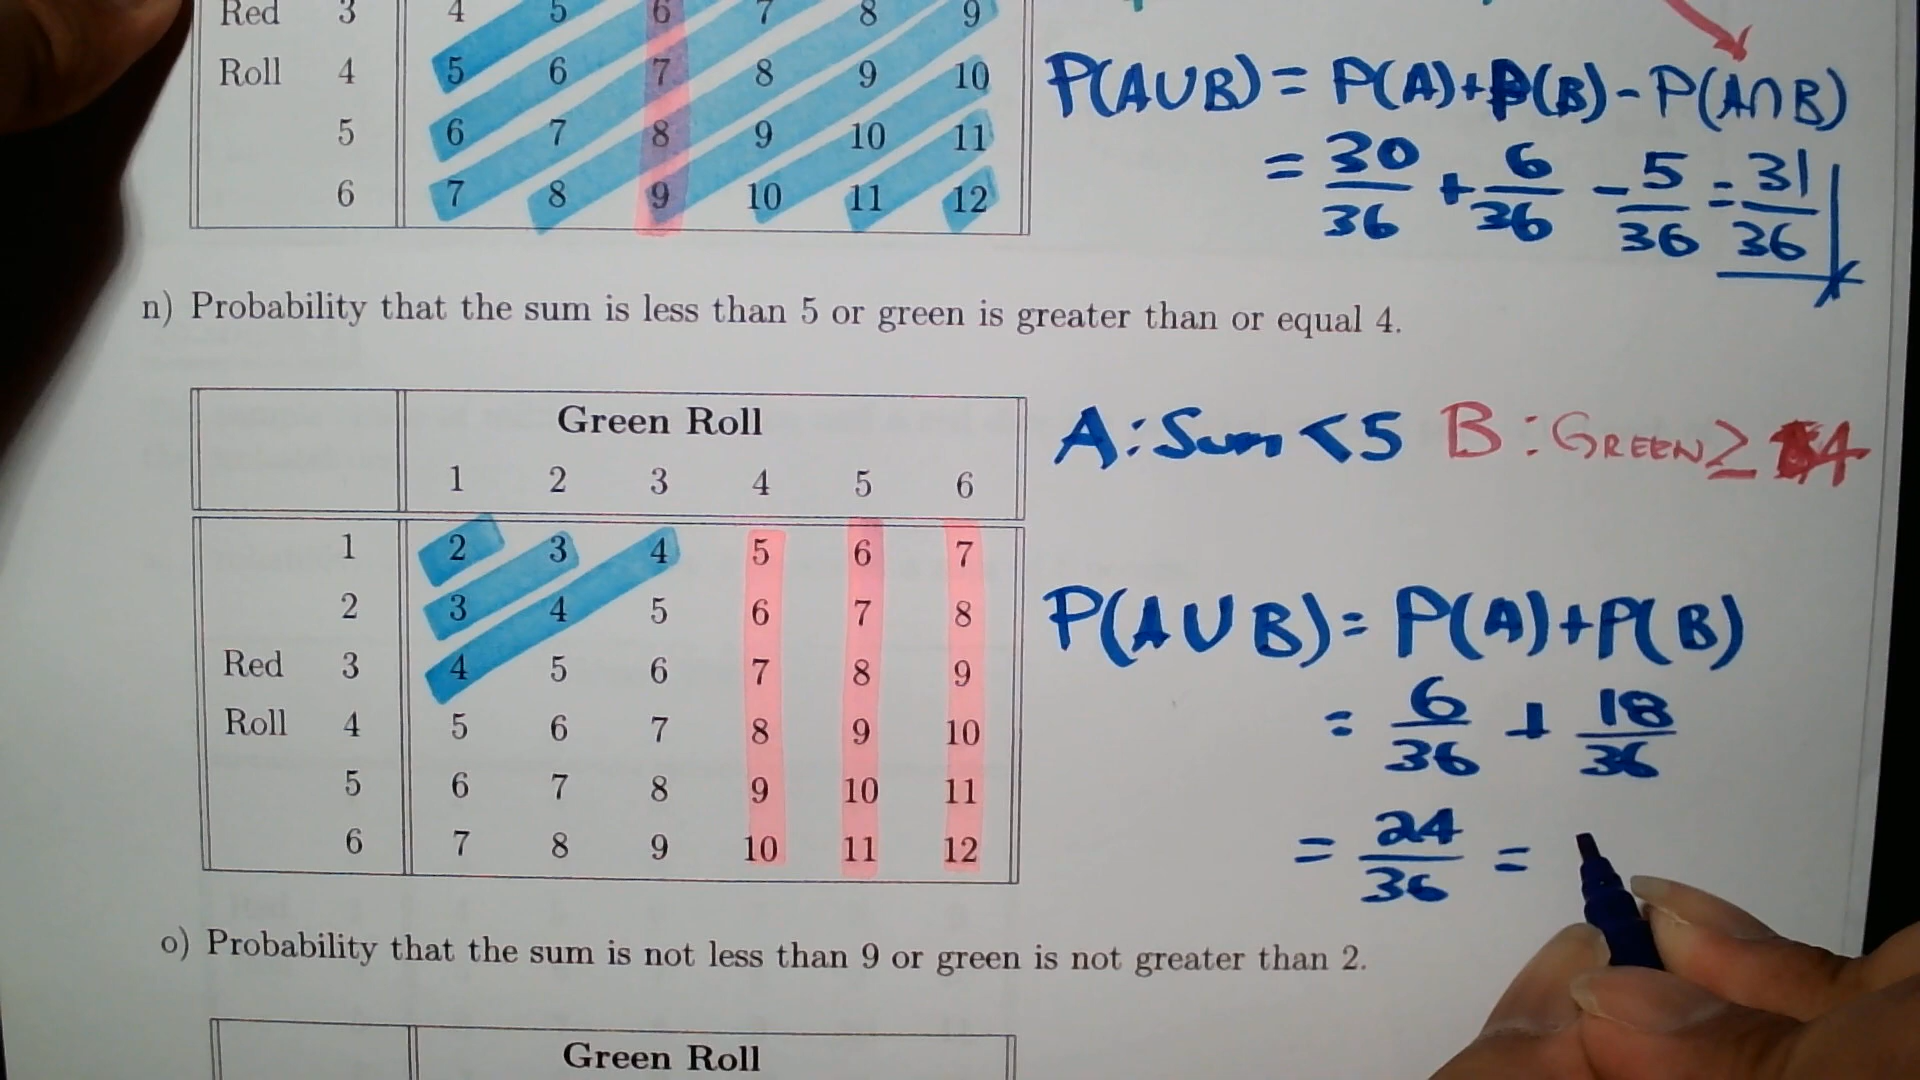 Red 3 4 5 6 7 8 9
Roll 4 5 6 7 8 9 10
5 6 7 8 9 10 11
6 7 8 9 10 11 12
P(A∪B) = P(A)+P(B)-P(A∩B)
= 30/36 + 6/36 - 5/36 = 31/36
n) Probability that the sum is less than 5 or green is greater than or equal 4.
Green Roll
1 2 3 4 5 6
1 2 3 4 5 6 7
2 3 4 5 6 7 8
Red 3 4 5 6 7 8 9
Roll 4 5 6 7 8 9 10
5 6 7 8 9 10 11
6 7 8 9 10 11 12
A: Sum <5 B: GREEN ≥ 4
P(A∪B) = P(A)+P(B)
= 6/36 + 18/36
= 24/36 =
o) Probability that the sum is not less than 9 or green is not greater than 2.
Green Roll